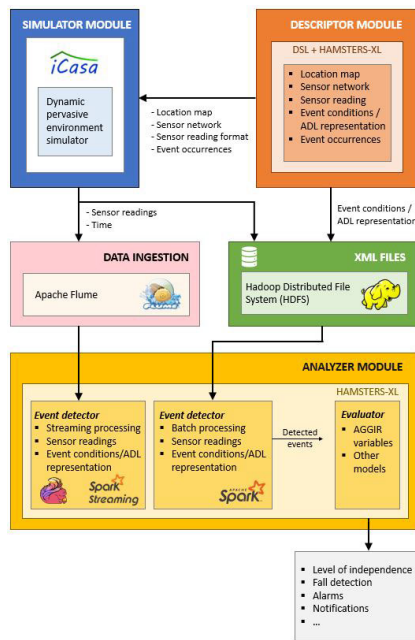 SIMULATOR MODULE
iCasa
Dynamic
pervasive
environment
simulator
DESCRIPTOR MODULE
DSL + HAMSTERS-XL
▪ Location map
▪ Sensor network
▪ Sensor reading
▪ Event conditions /
ADL representation
▪ Event occurrences
- Location map
- Sensor network
- Sensor reading format
- Event occurrences
- Sensor readings
- Time
Event conditions /
ADL representation
DATA INGESTION
Apache Flume
XML FILES
Hadoop Distributed File
System (HDFS)
ANALYZER MODULE
HAMSTERS-XL
Event detector
▪ Streaming processing
▪ Sensor readings
▪ Event conditions/ADL
representation
Spark
Streaming
Event detector
▪ Batch processing
▪ Sensor readings
▪ Event conditions/ADL
representation
APACHE
Spark
Detected
events
Evaluator
▪ AGGIR
variables
▪ Other
models
▪ Level of independence
▪ Fall detection
▪ Alarms
▪ Notifications
▪ ...